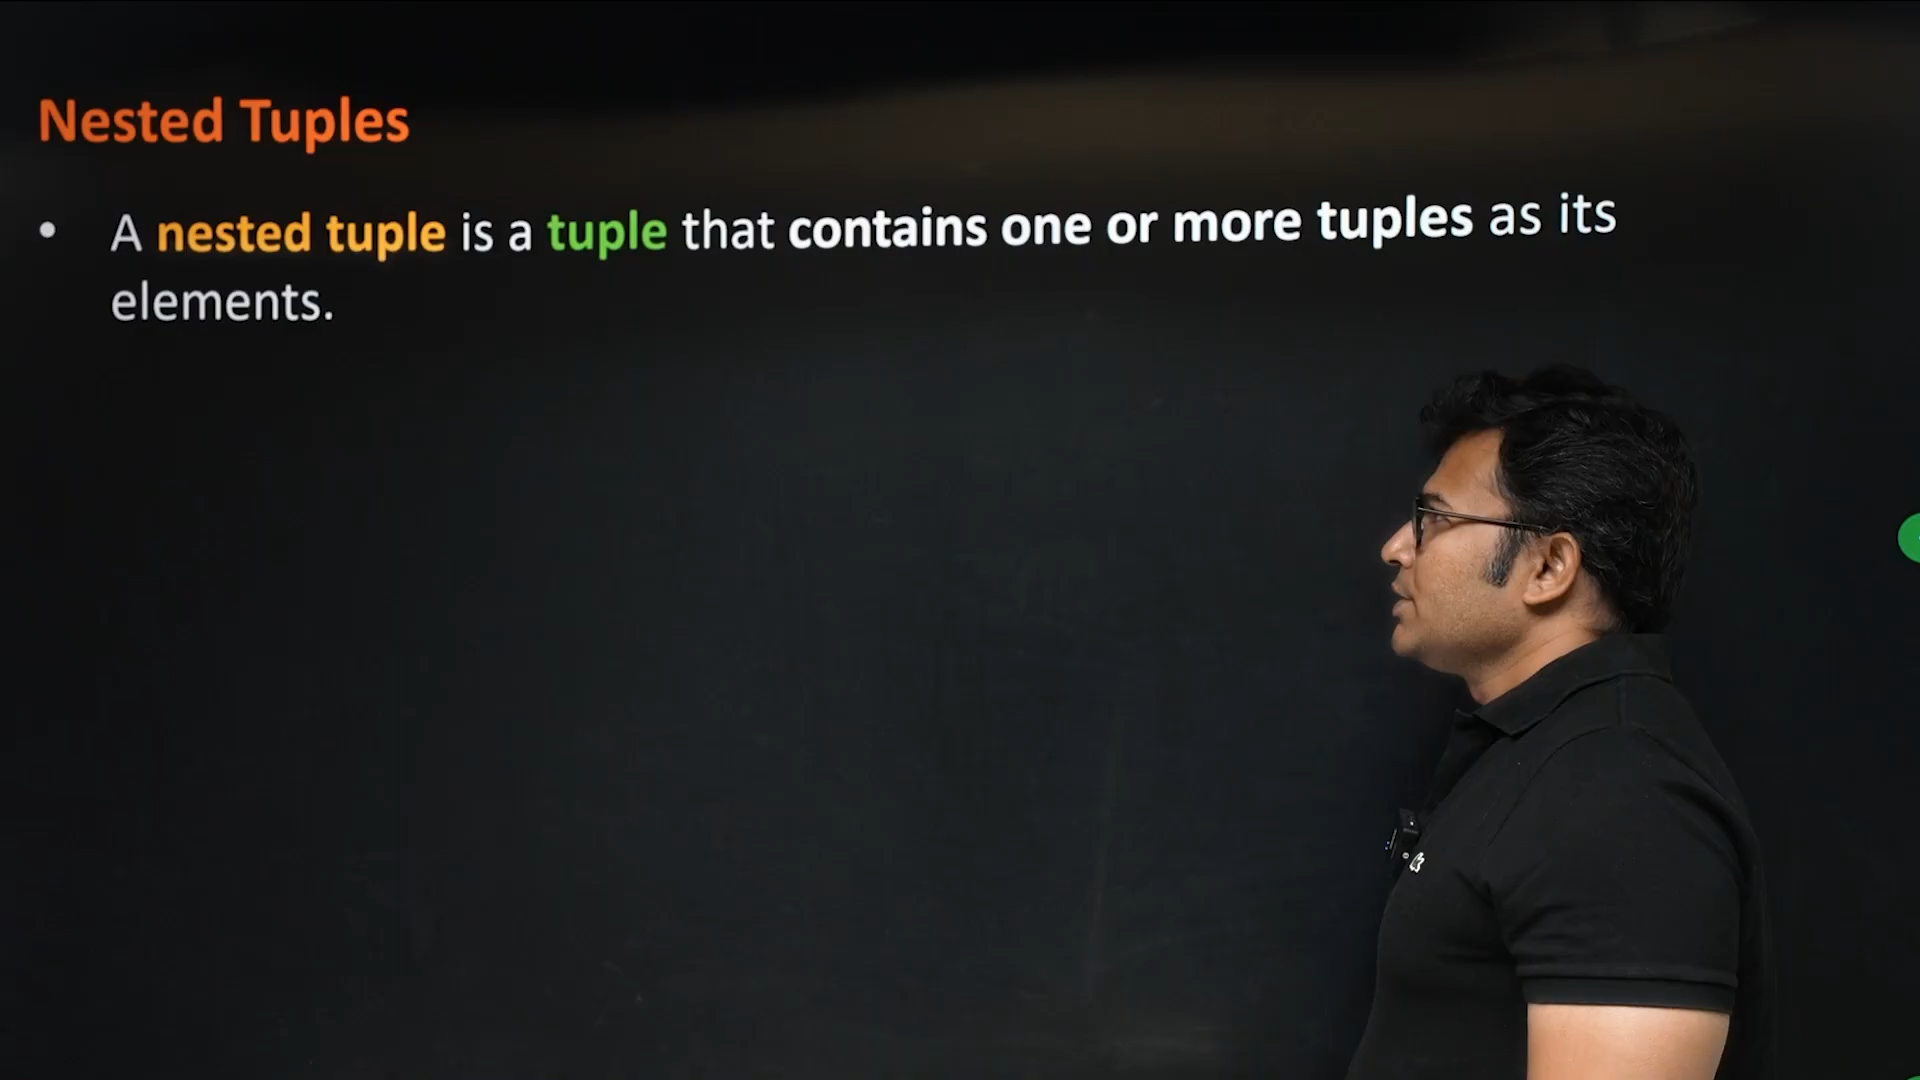 Nested Tuples
• A nested tuple is a tuple that contains one or more tuples as its
elements.